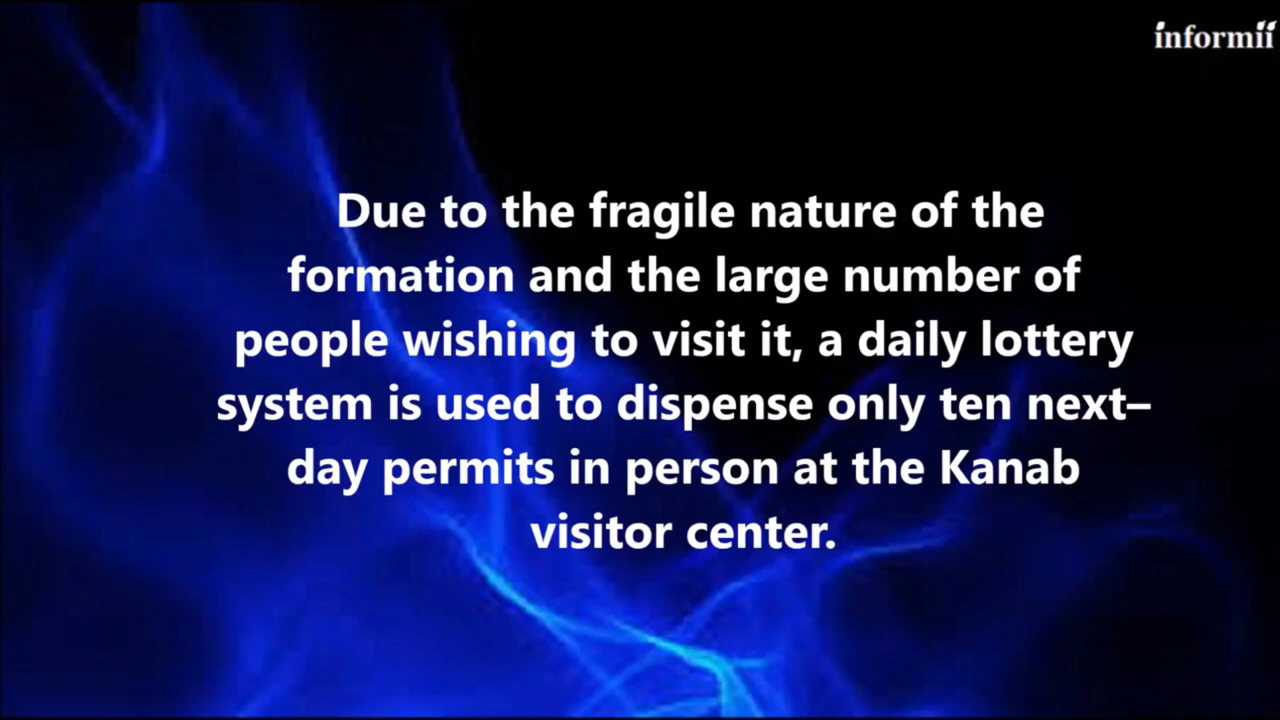 informii
Due to the fragile nature of the
formation and the large number of
people wishing to visit it, a daily lottery
system is used to dispense only ten next–
day permits in person at the Kanab
visitor center.